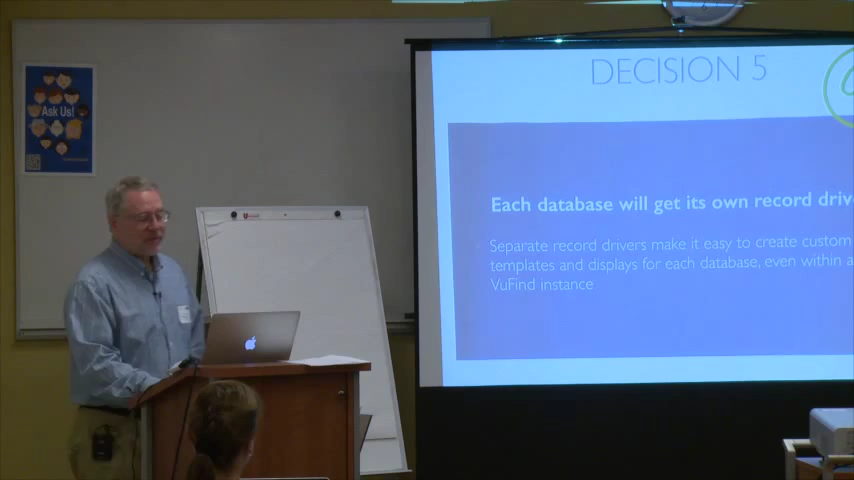 Ask Us!
DECISION 5
Each database will get its own record driv
Separate record drivers make it easy to create custom
templates and displays for each database, even within a
VuFind instance